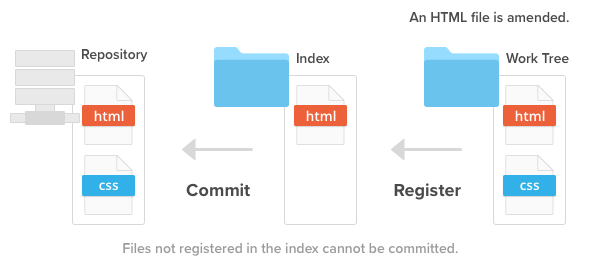 An HTML file is amended.
Repository
Index
Work Tree
html
html
html
Commit
Register
css
css
Files not registered in the index cannot be committed.